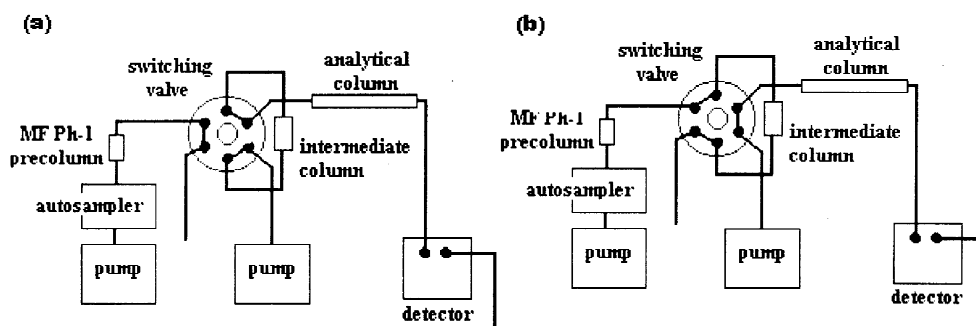 (a)
switching
valve
analytical
column
MF Ph-1
precolumn
intermediate
column
autosampler
pump
pump
detector
(b)
switching
valve
analytical
column
MF Ph-1
precolumn
intermediate
column
autosampler
pump
pump
detector